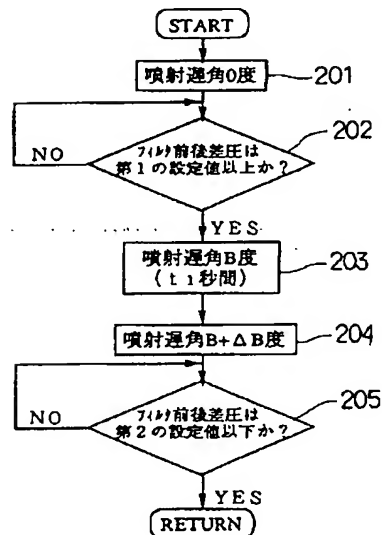 START
噴射遅角0度
201
202
フィルタ前後差圧は
第1の設定値以上か?
NO
YES
噴射遅角B度
(t1秒間)
203
噴射遅角B+ΔB度
204
205
フィルタ前後差圧は
第2の設定値以下か?
NO
YES
RETURN